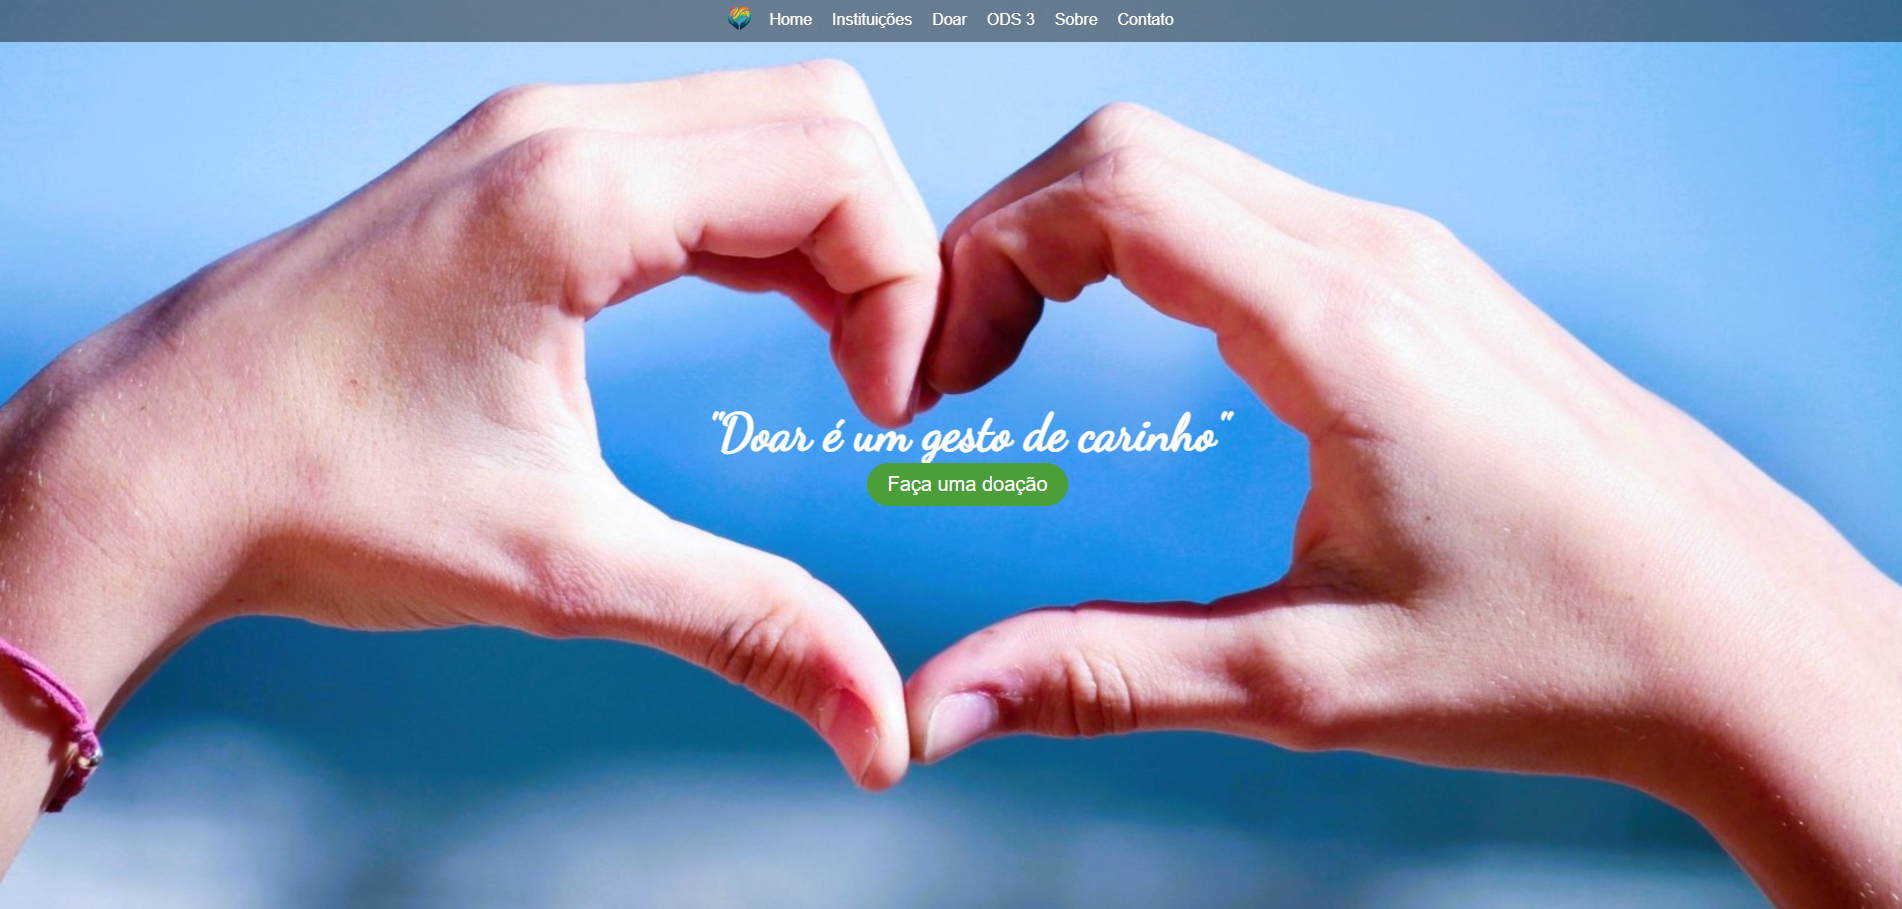 Home Instituições Doar ODS 3 Sobre Contato
"Doar é um gesto de carinho"
Faça uma doação